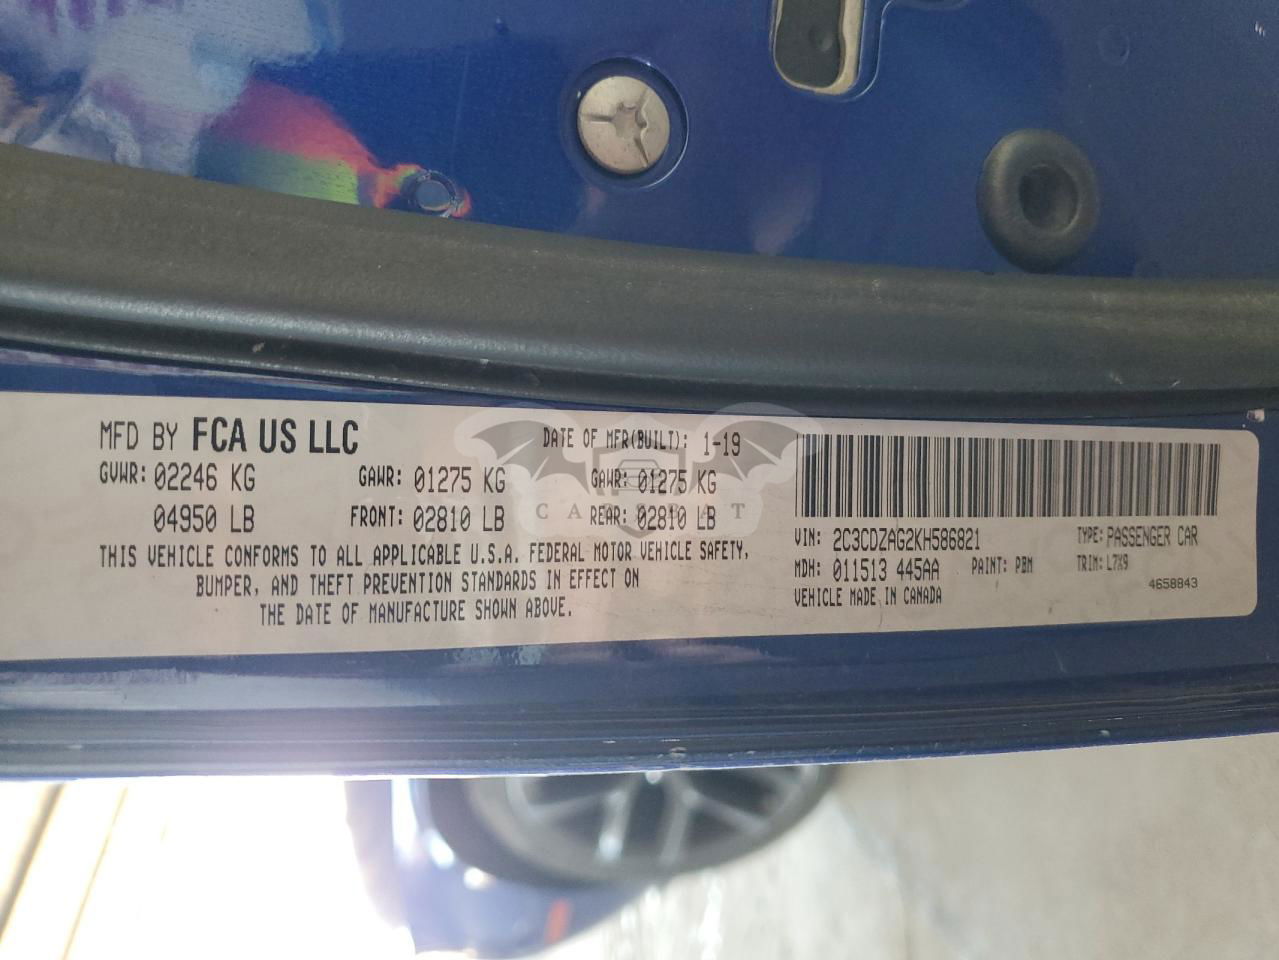 MFD BY FCA US LLC
DATE OF MFR(BUILT): 1-19
GVWR: 02246 KG
04950 LB
GAWR: 01275 KG
FRONT: 02810 LB
GAWR: 01275 KG
REAR: 02810 LB
THIS VEHICLE CONFORMS TO ALL APPLICABLE U.S.A. FEDERAL MOTOR VEHICLE SAFETY,
BUMPER, AND THEFT PREVENTION STANDARDS IN EFFECT ON
THE DATE OF MANUFACTURE SHOWN ABOVE.
VIN: 2C3CDZAG2KH586821
TYPE: PASSENGER CAR
MDH: 011513 445AA
PAINT: PBM
TRIM: L7X9
VEHICLE MADE IN CANADA
4658843